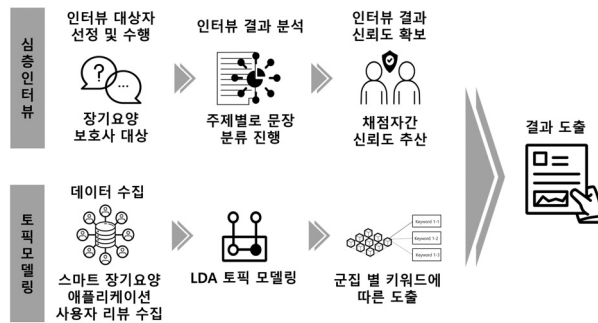 심층인터뷰
인터뷰 대상자
선정 및 수행
장기요양
보호사 대상
인터뷰 결과 분석
주제별로 문장
분류 진행
인터뷰 결과
신뢰도 확보
채점자간
신뢰도 추산
토픽모델링
데이터 수집
스마트 장기요양
애플리케이션
사용자 리뷰 수집
LDA 토픽 모델링
Keyword 1-1
Keyword 1-2
Keyword 1-3
군집 별 키워드에
따른 도출
결과 도출